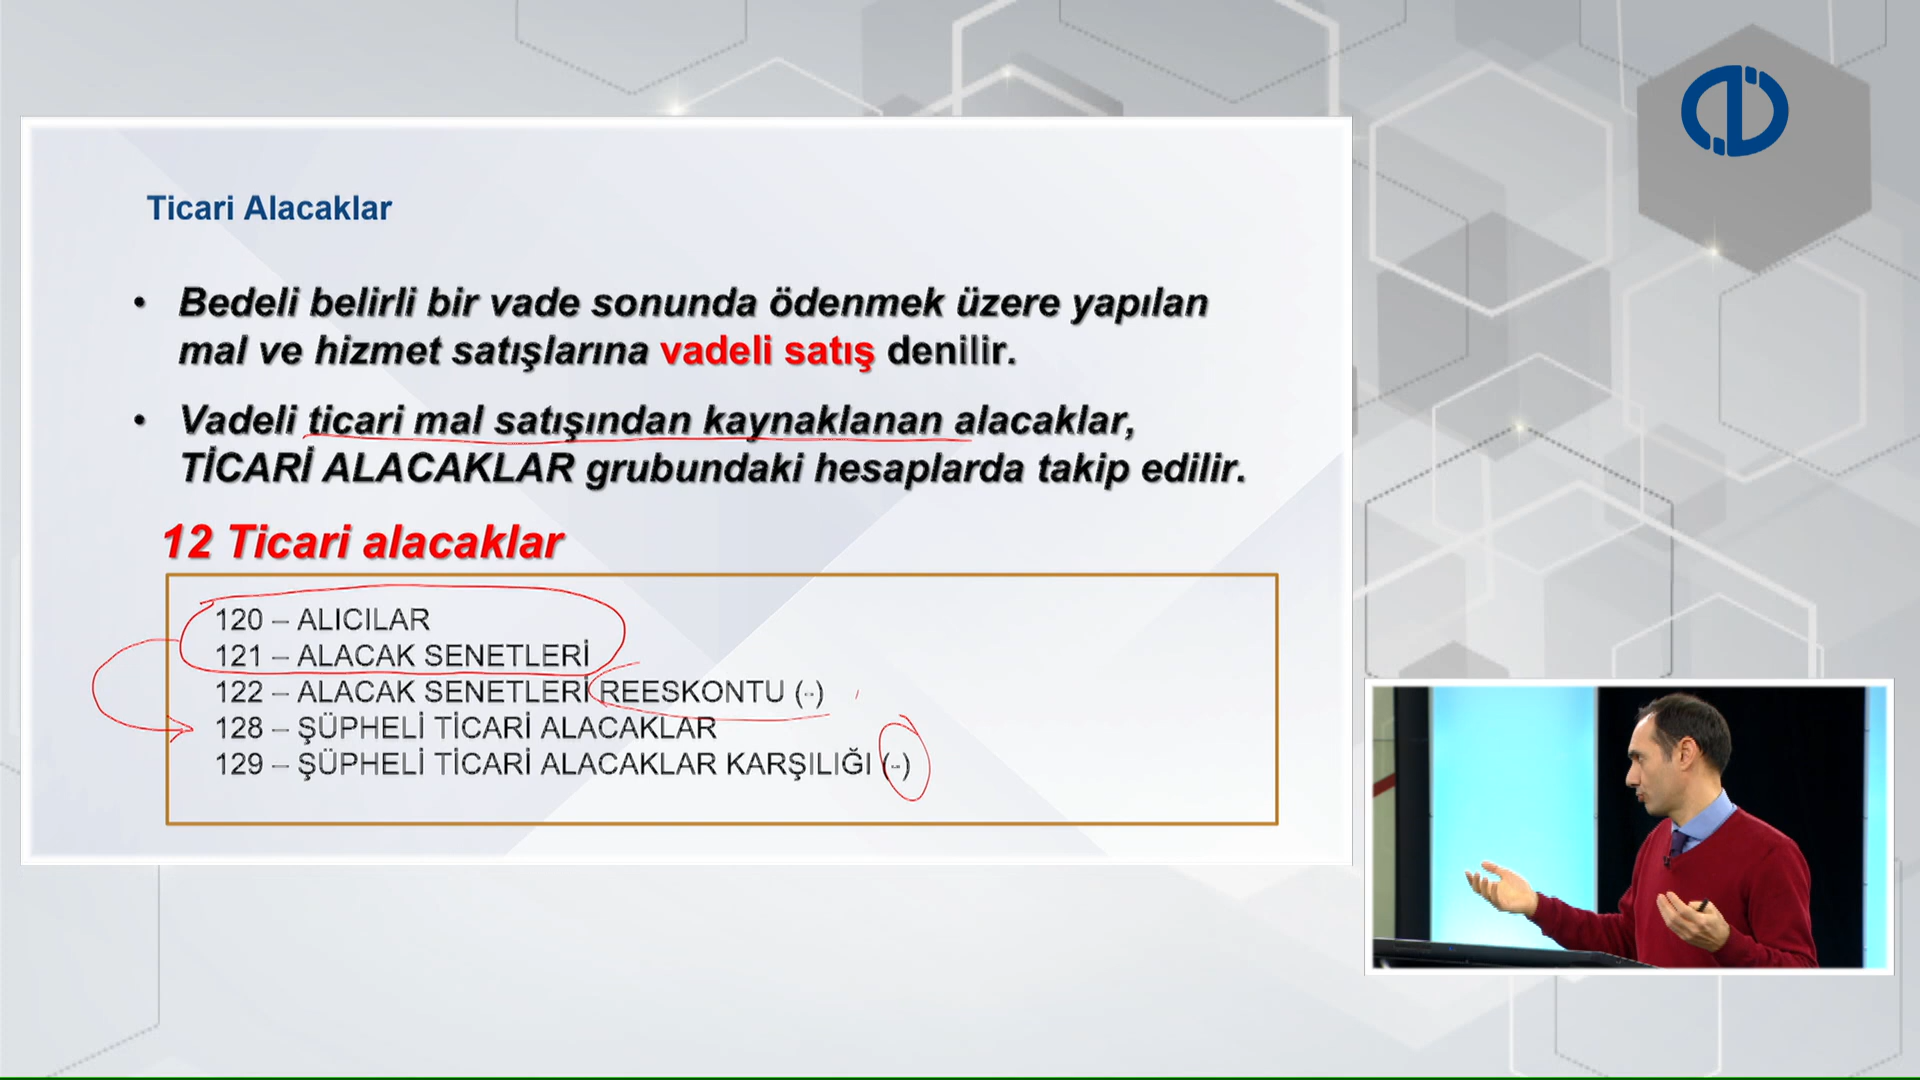 Ticari Alacaklar
• Bedeli belirli bir vade sonunda ödenmek üzere yapılan
mal ve hizmet satışlarına vadeli satış denilir.
• Vadeli ticari mal satışından kaynaklanan alacaklar,
TİCARİ ALACAKLAR grubundaki hesaplarda takip edilir.
12 Ticari alacaklar
120 – ALICILAR
121 – ALACAK SENETLERİ
122 – ALACAK SENETLERİ REESKONTU (-)
128 – ŞÜPHELİ TİCARİ ALACAKLAR
129 – ŞÜPHELİ TİCARİ ALACAKLAR KARŞILIĞI (-)